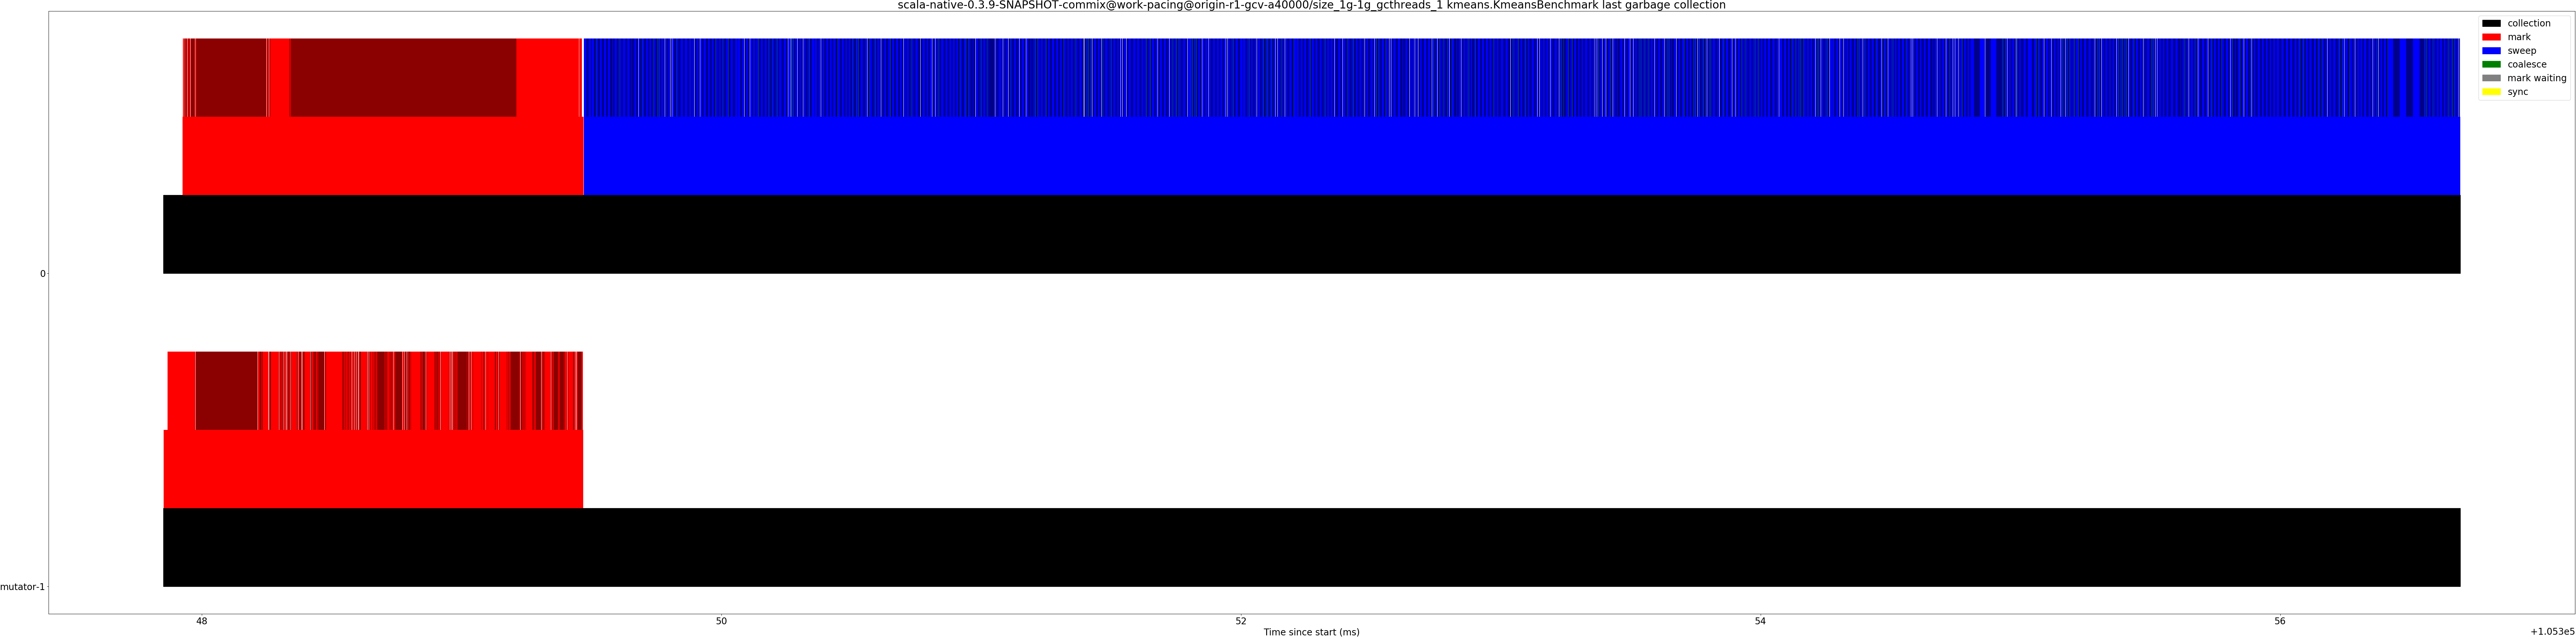 scala-native-0.3.9-SNAPSHOT-commix@work-pacing@origin-r1-gcv-a40000/size_1g-1g_gcthreads_1 kmeans.KmeansBenchmark last garbage collection
collection
mark
sweep
coalesce
mark waiting
sync
0
mutator-1
48
50
52
54
56
Time since start (ms)
+1.053e5